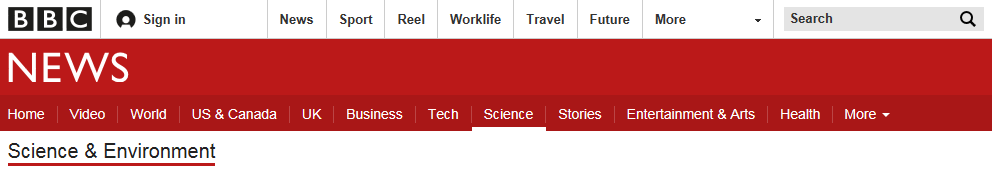 BBC Sign in News Sport Reel Worklife Travel Future More Search
NEWS
Home Video World US & Canada UK Business Tech Science Stories Entertainment & Arts Health More
Science & Environment